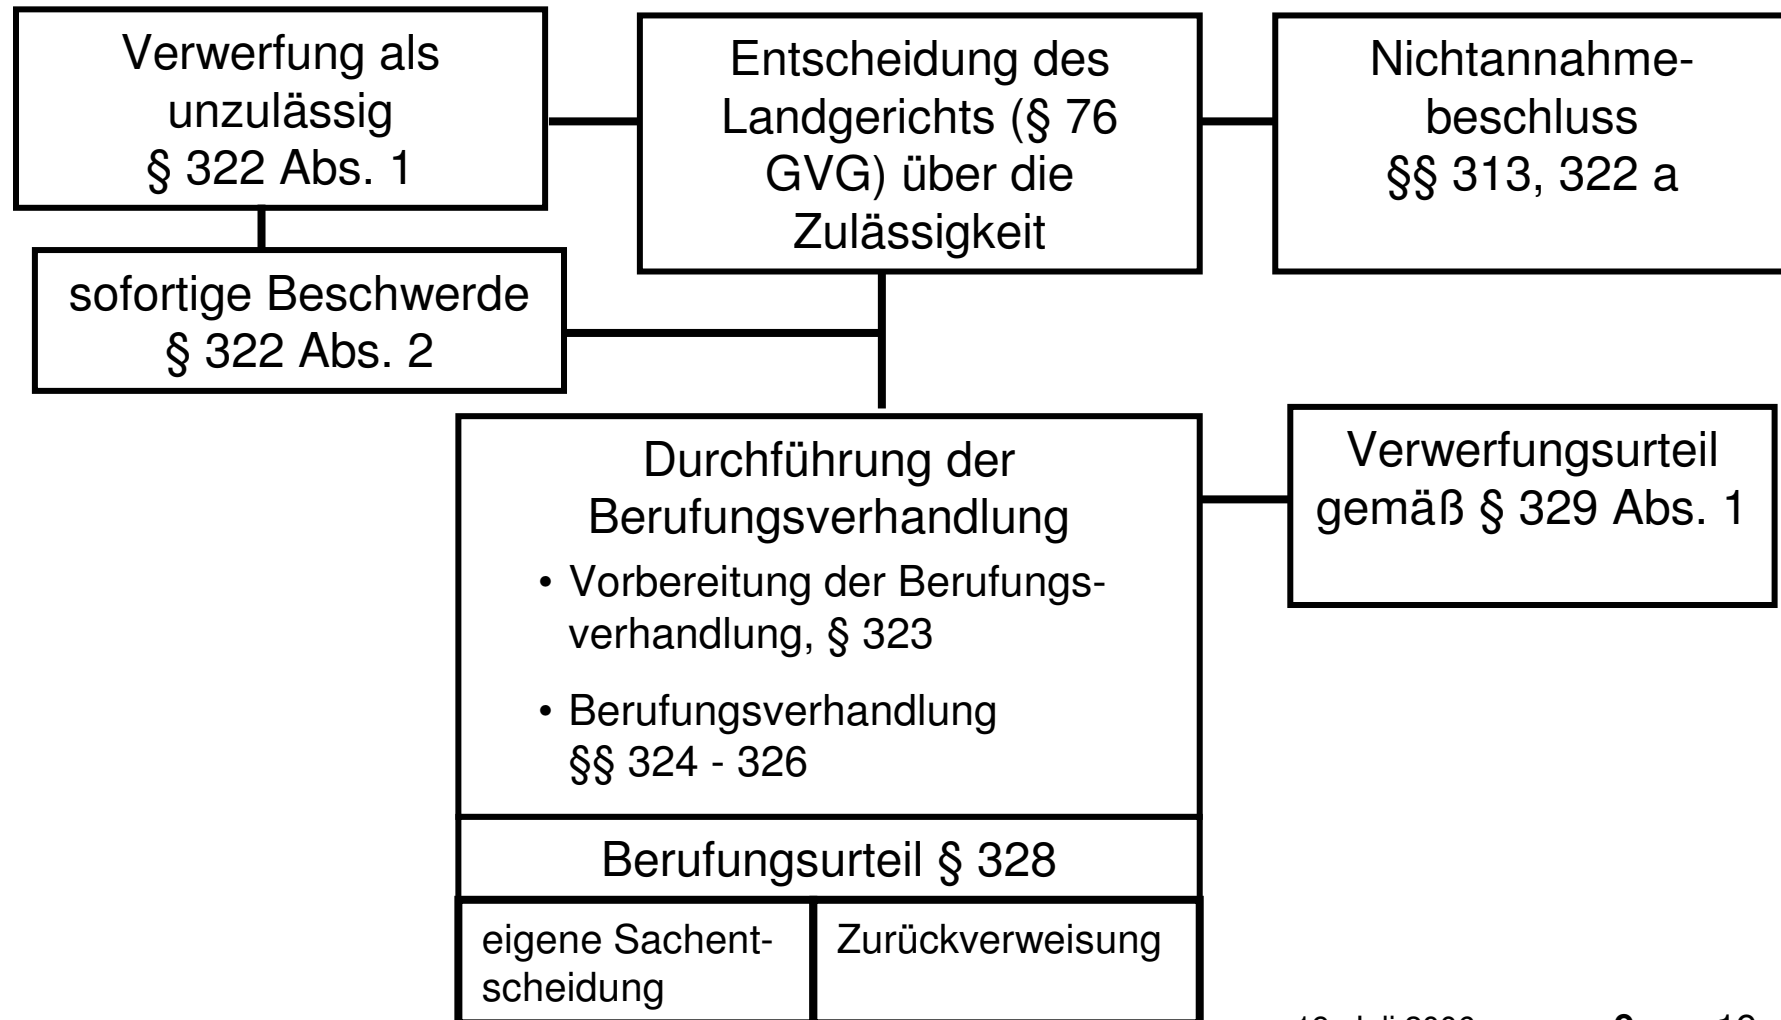 Verwerfung als
unzulässig
§ 322 Abs. 1
Entscheidung des
Landgerichts (§ 76
GVG) über die
Zulässigkeit
Nichtannahme-
beschluss
§§ 313, 322 a
sofortige Beschwerde
§ 322 Abs. 2
Durchführung der
Berufungsverhandlung
• Vorbereitung der Berufungs-
verhandlung, § 323
• Berufungsverhandlung
§§ 324 - 326
Verwerfungsurteil
gemäß § 329 Abs. 1
Berufungsurteil § 328
eigene Sachent-
scheidung
Zurückverweisung